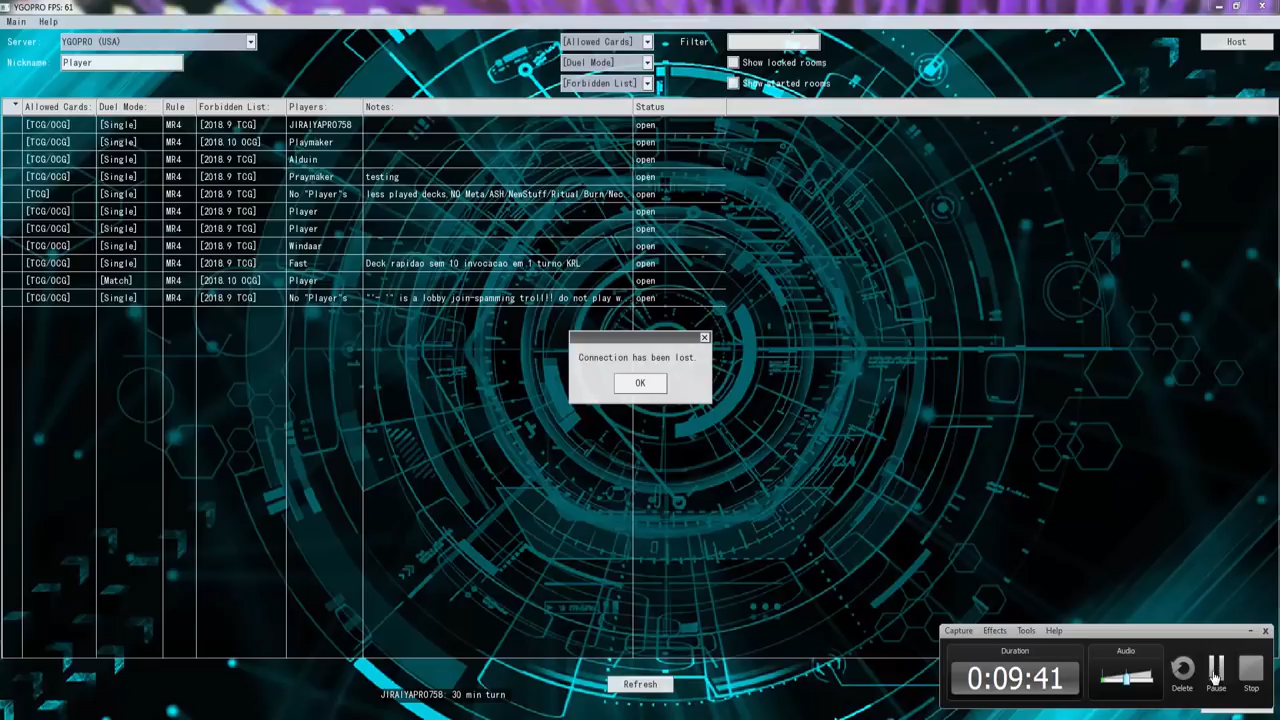 YGOPRO FPS: 61
Main Help
Server: YGOPRO (USA) [Allowed Cards] Filter: Host
Nickname: Player [Duel Mode] Show locked rooms
[Forbidden List] Show started rooms
Allowed Cards: Duel Mode: Rule Forbidden List: Players: Notes: Status
[TCG/OCG] [Single] MR4 [2018.9 TCG] JIRAIYAPRO758 open
[TCG/OCG] [Single] MR4 [2018.10 OCG] Playmaker open
[TCG/OCG] [Single] MR4 [2018.9 TCG] Alduin open
[TCG/OCG] [Single] MR4 [2018.9 TCG] Praymaker testing open
[TCG] [Single] MR4 [2018.9 TCG] No "Player"s less played decks,NO Meta/ASH/NewStuff/Ritual/Burn/Nec... open
[TCG/OCG] [Single] MR4 [2018.9 TCG] Player open
[TCG/OCG] [Single] MR4 [2018.9 TCG] Player open
[TCG/OCG] [Single] MR4 [2018.9 TCG] Windaar open
[TCG/OCG] [Single] MR4 [2018.9 TCG] Fast Deck rapidao sem 10 invocacao em 1 turno KRL open
[TCG/OCG] [Match] MR4 [2018.10 OCG] Player open
[TCG/OCG] [Single] MR4 [2018.9 TCG] No "Player"s is a lobby join-spamming troll!! do not play w... open
Connection has been lost.
OK
23.4
Capture Effects Tools Help
Duration Audio
0:09:41
Delete Pause Stop
Refresh
JIRAIYAPRO758: 30 min turn